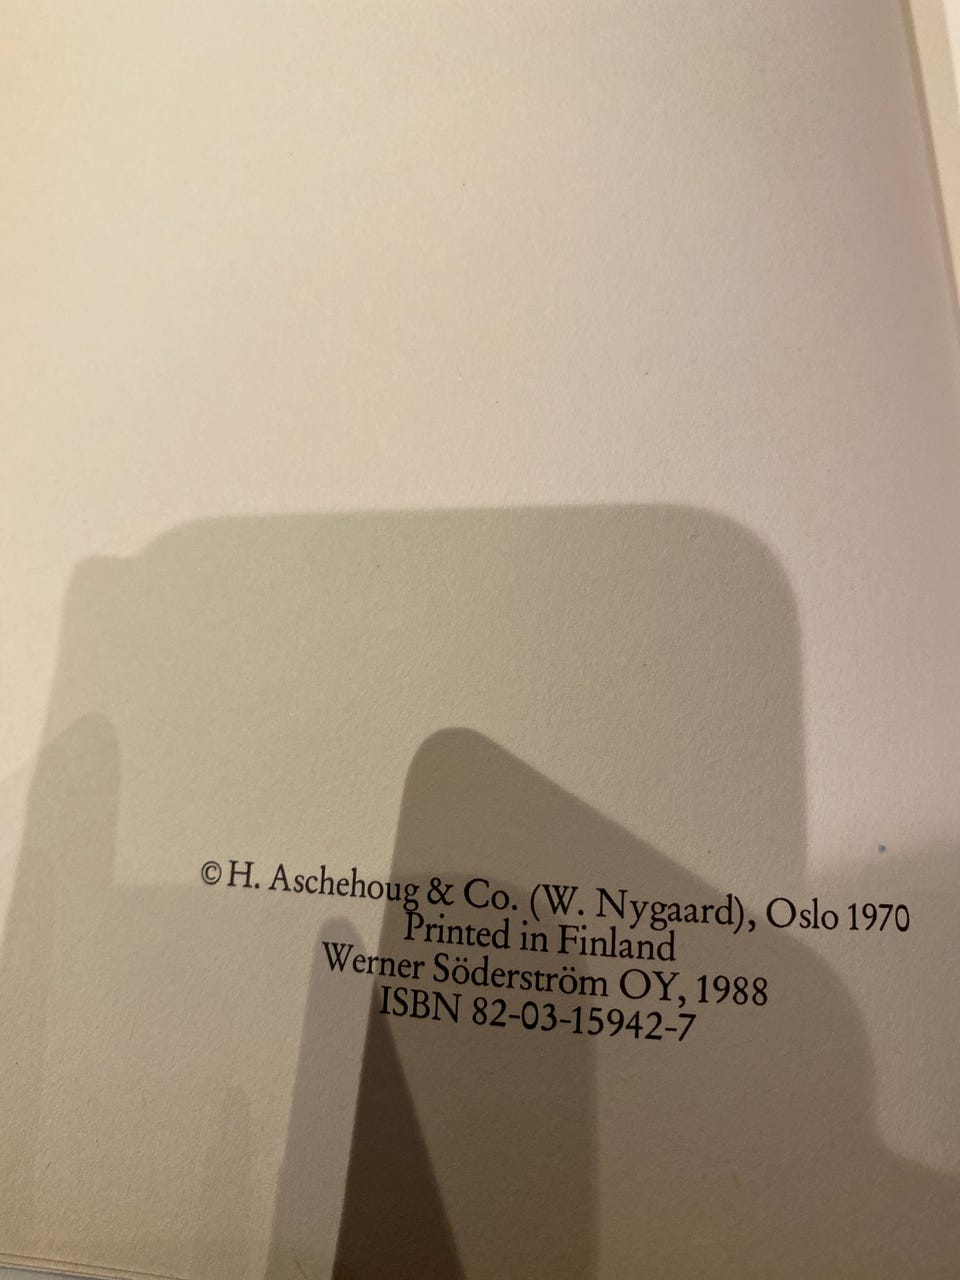 © H. Aschehoug & Co. (W. Nygaard), Oslo 1970
Printed in Finland
Werner Söderström OY, 1988
ISBN 82-03-15942-7